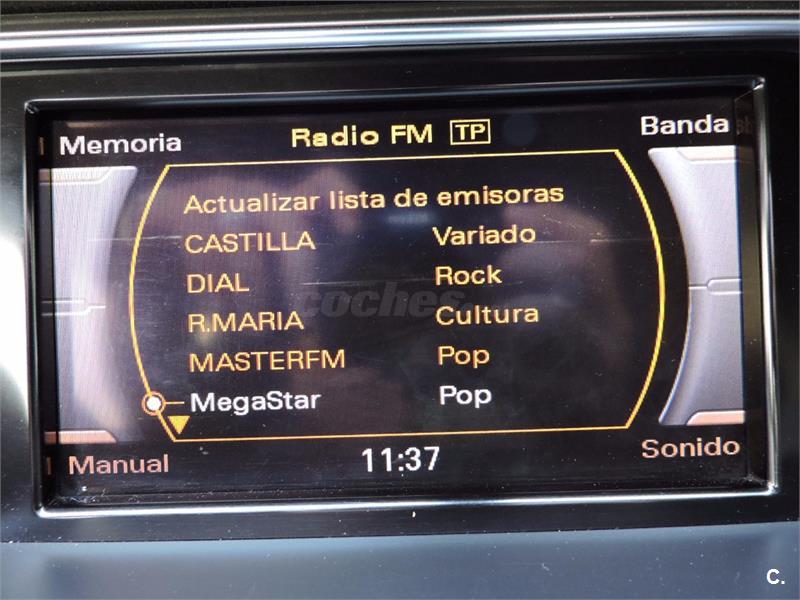 Memoria
Radio FM TP
Banda
Actualizar lista de emisoras
CASTILLA Variado
DIAL Rock
R.MARIA Cultura
MASTERFM Pop
MegaStar Pop
Manual
11:37
Sonido
coches
C.